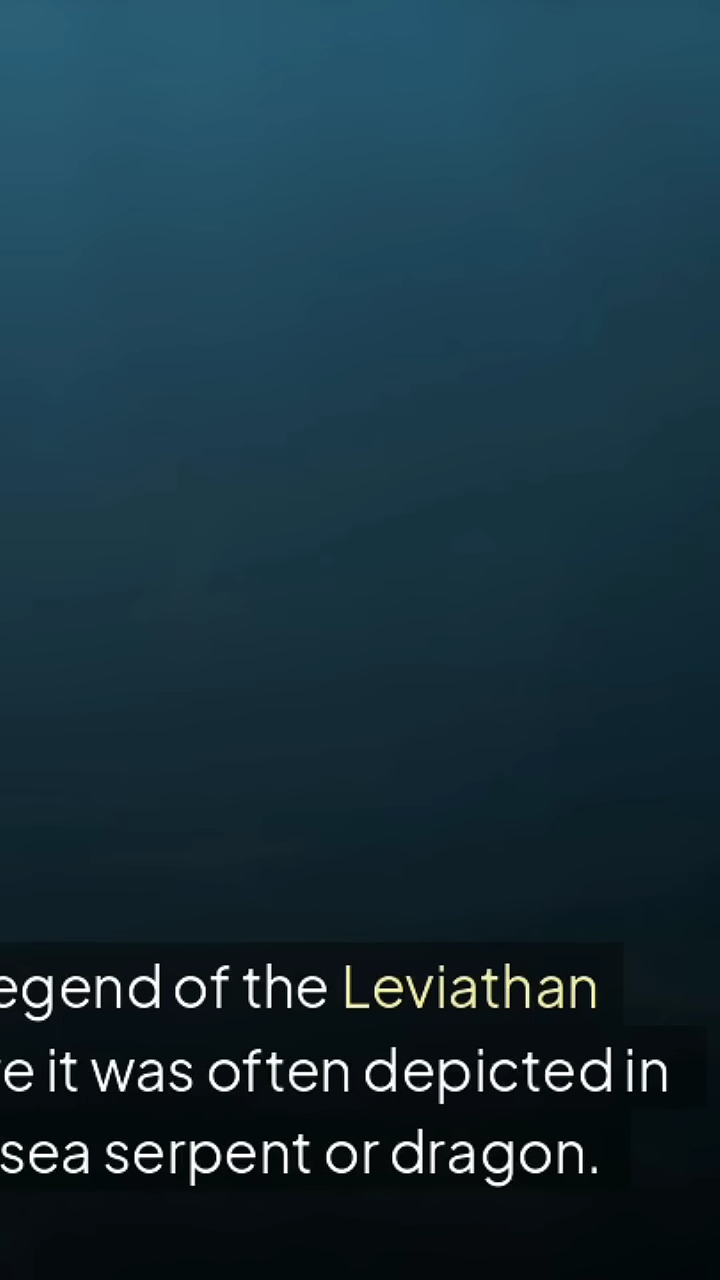 egend of the Leviathan
e it was often depicted in
sea serpent or dragon.